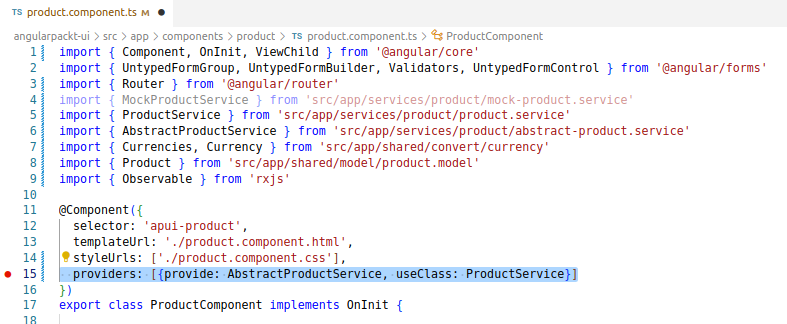 product.component.ts M
angularpackt-ui > src > app > components > product > TS product.component.ts > ProductComponent
1 import { Component, OnInit, ViewChild } from '@angular/core'
2 import { UntypedFormGroup, UntypedFormBuilder, Validators, UntypedFormControl } from '@angular/forms'
3 import { Router } from '@angular/router'
4 import { MockProductService } from 'src/app/services/product/mock-product.service'
5 import { ProductService } from 'src/app/services/product/product.service'
6 import { AbstractProductService } from 'src/app/services/product/abstract-product.service'
7 import { Currencies, Currency } from 'src/app/shared/convert/currency'
8 import { Product } from 'src/app/shared/model/product.model'
9 import { Observable } from 'rxjs'
10
11 @Component({
12 selector: 'apui-product',
13 templateUrl: './product.component.html',
14 styleUrls: ['./product.component.css'],
15 providers: [{provide: AbstractProductService, useClass: ProductService}]
16 })
17 export class ProductComponent implements OnInit {
18